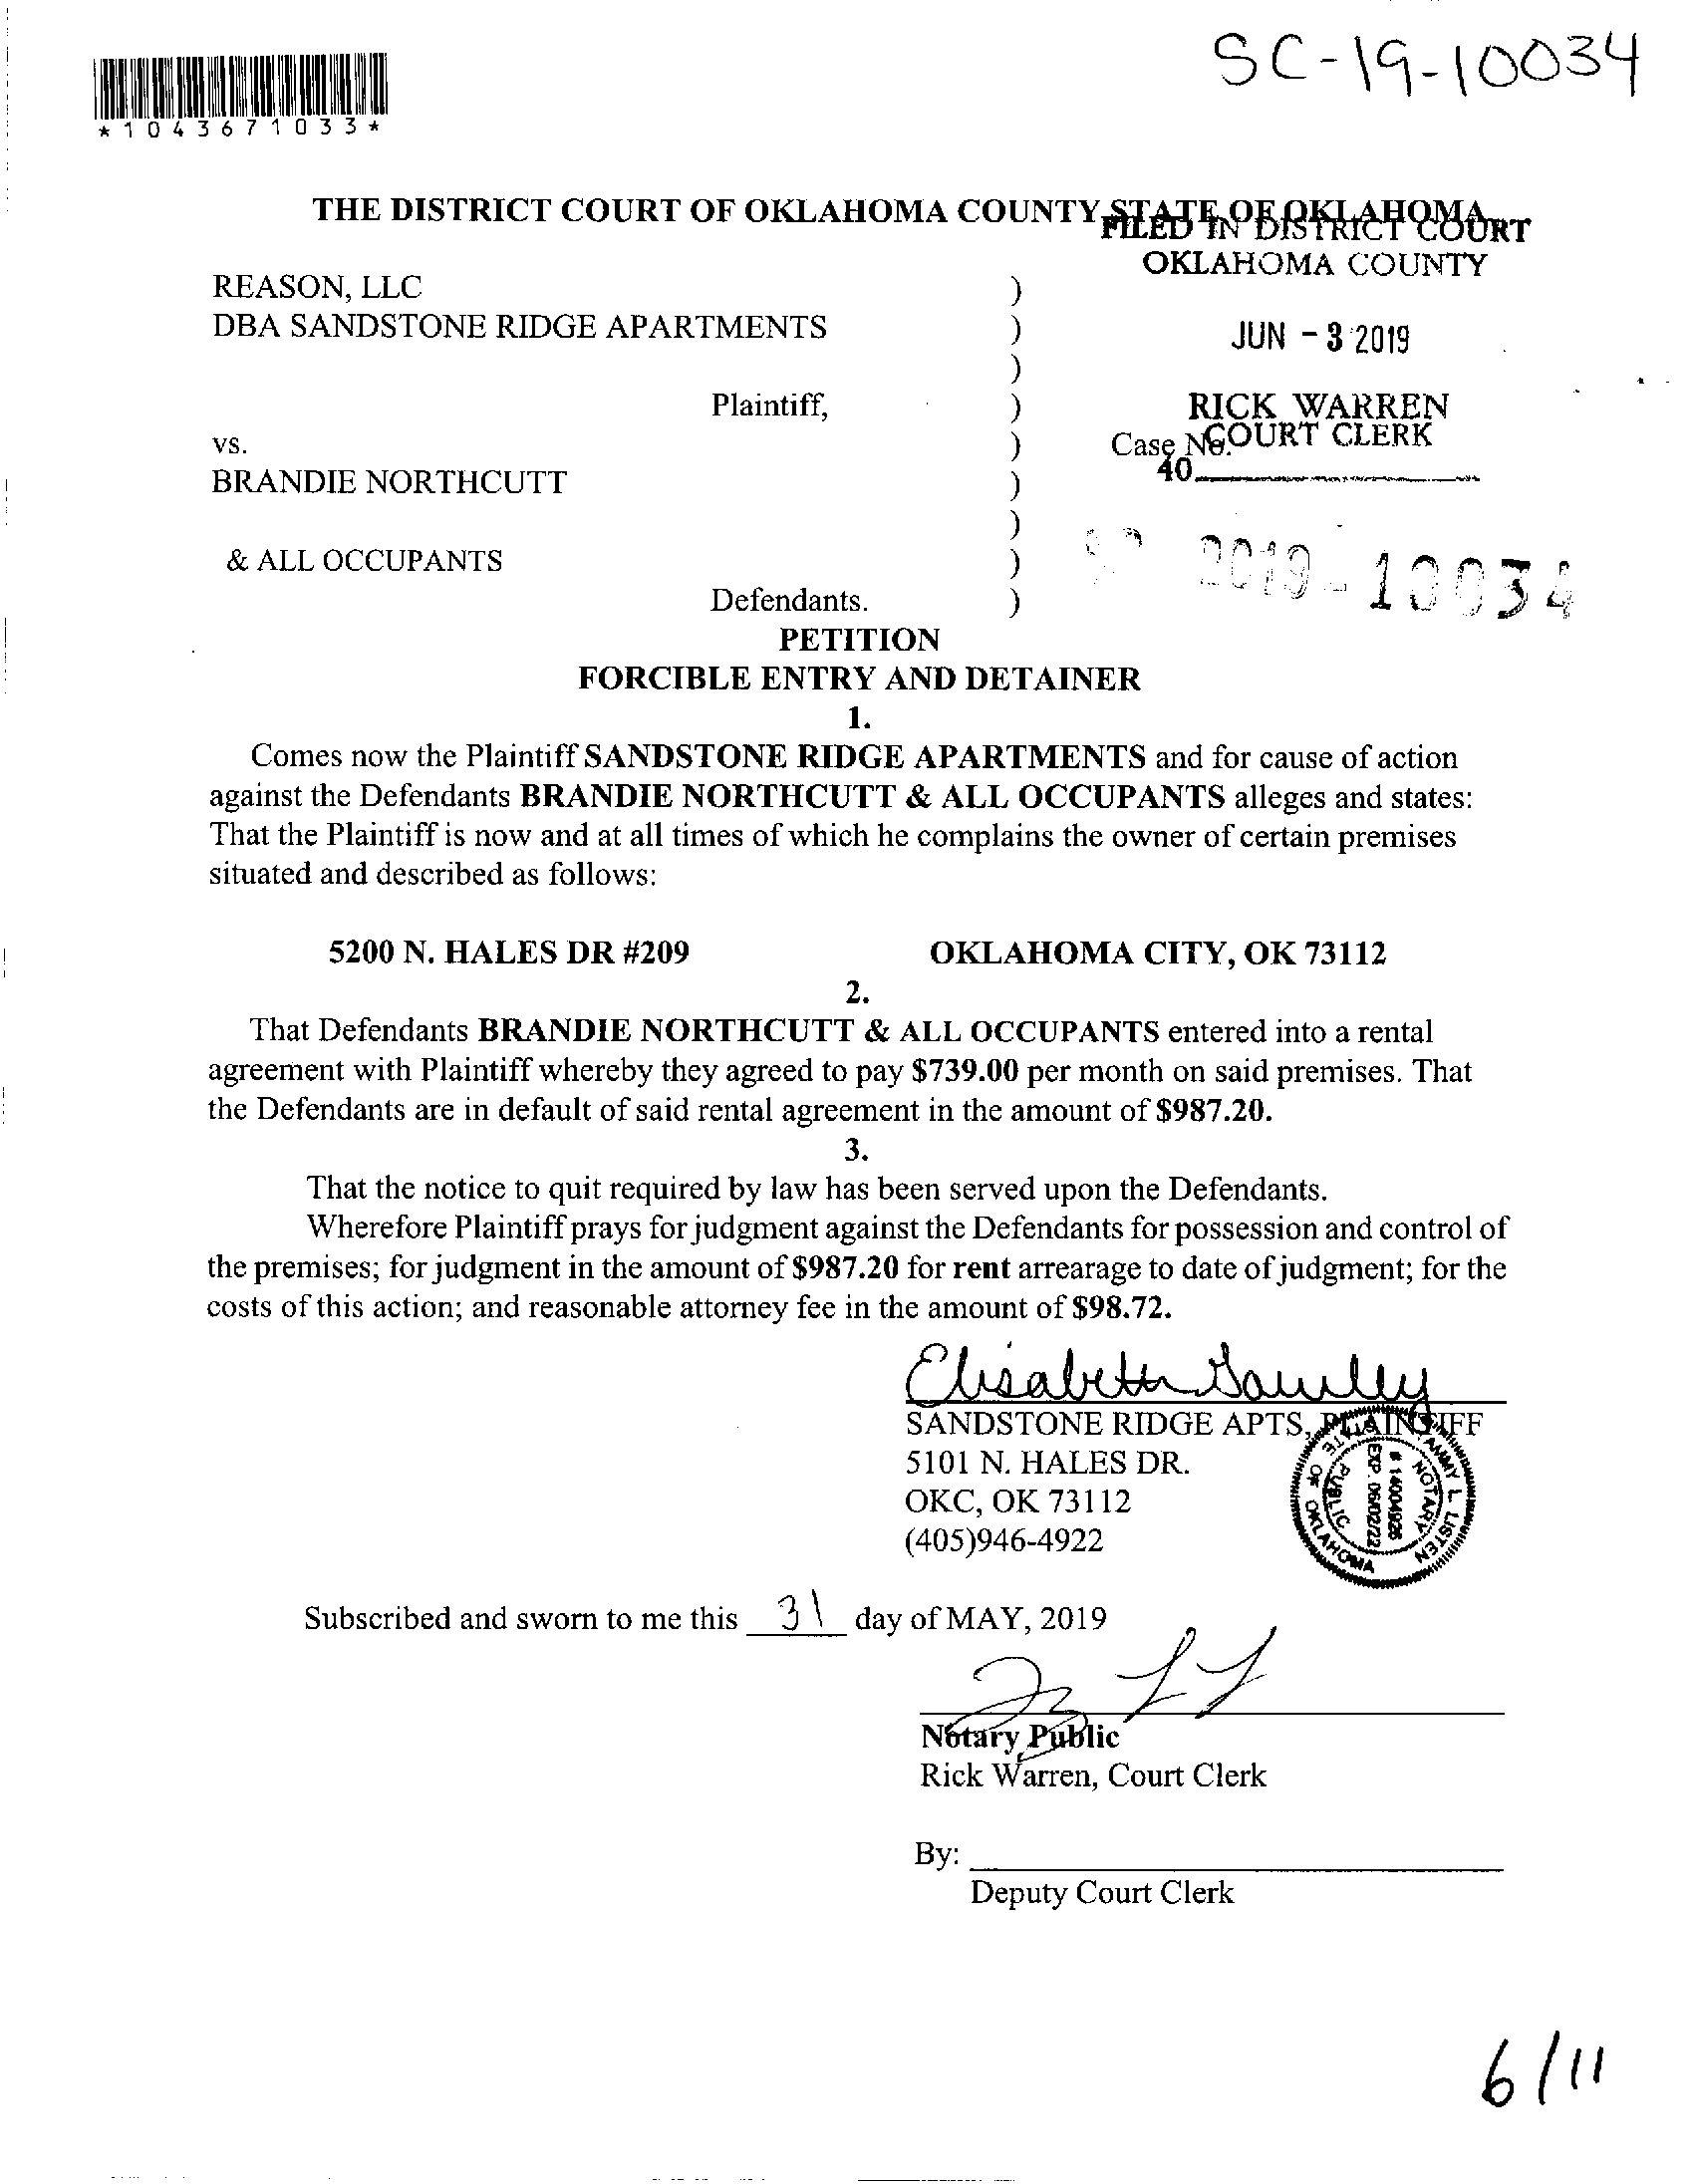 SC-19-10034
*1043671033*
THE DISTRICT COURT OF OKLAHOMA COUNTY STATE OF OKLAHOMA
FILED IN DISTRICT COURT
OKLAHOMA COUNTY
REASON, LLC )
DBA SANDSTONE RIDGE APARTMENTS )
JUN - 3 2019
)
Plaintiff, )
RICK WARREN
COURT CLERK
vs. ) Case No.
40
BRANDIE NORTHCUTT )
)
& ALL OCCUPANTS )
2019-10034
Defendants. )
PETITION
FORCIBLE ENTRY AND DETAINER
1.
Comes now the Plaintiff SANDSTONE RIDGE APARTMENTS and for cause of action
against the Defendants BRANDIE NORTHCUTT & ALL OCCUPANTS alleges and states:
That the Plaintiff is now and at all times of which he complains the owner of certain premises
situated and described as follows:
5200 N. HALES DR #209 OKLAHOMA CITY, OK 73112
2.
That Defendants BRANDIE NORTHCUTT & ALL OCCUPANTS entered into a rental
agreement with Plaintiff whereby they agreed to pay $739.00 per month on said premises. That
the Defendants are in default of said rental agreement in the amount of $987.20.
3.
That the notice to quit required by law has been served upon the Defendants.
Wherefore Plaintiff prays for judgment against the Defendants for possession and control of
the premises; for judgment in the amount of $987.20 for rent arrearage to date of judgment; for the
costs of this action; and reasonable attorney fee in the amount of $98.72.
Elisabeth
SANDSTONE RIDGE APTS, PLAINTIFF
5101 N. HALES DR.
OKC, OK 73112
(405)946-4922
TAMMY L. LISTEN
NOTARY PUBLIC
# 14004926
EXP. 06/02/22
STATE OF OKLAHOMA
Subscribed and sworn to me this 31 day of MAY, 2019
Notary Public
Rick Warren, Court Clerk
By:
Deputy Court Clerk
6/11